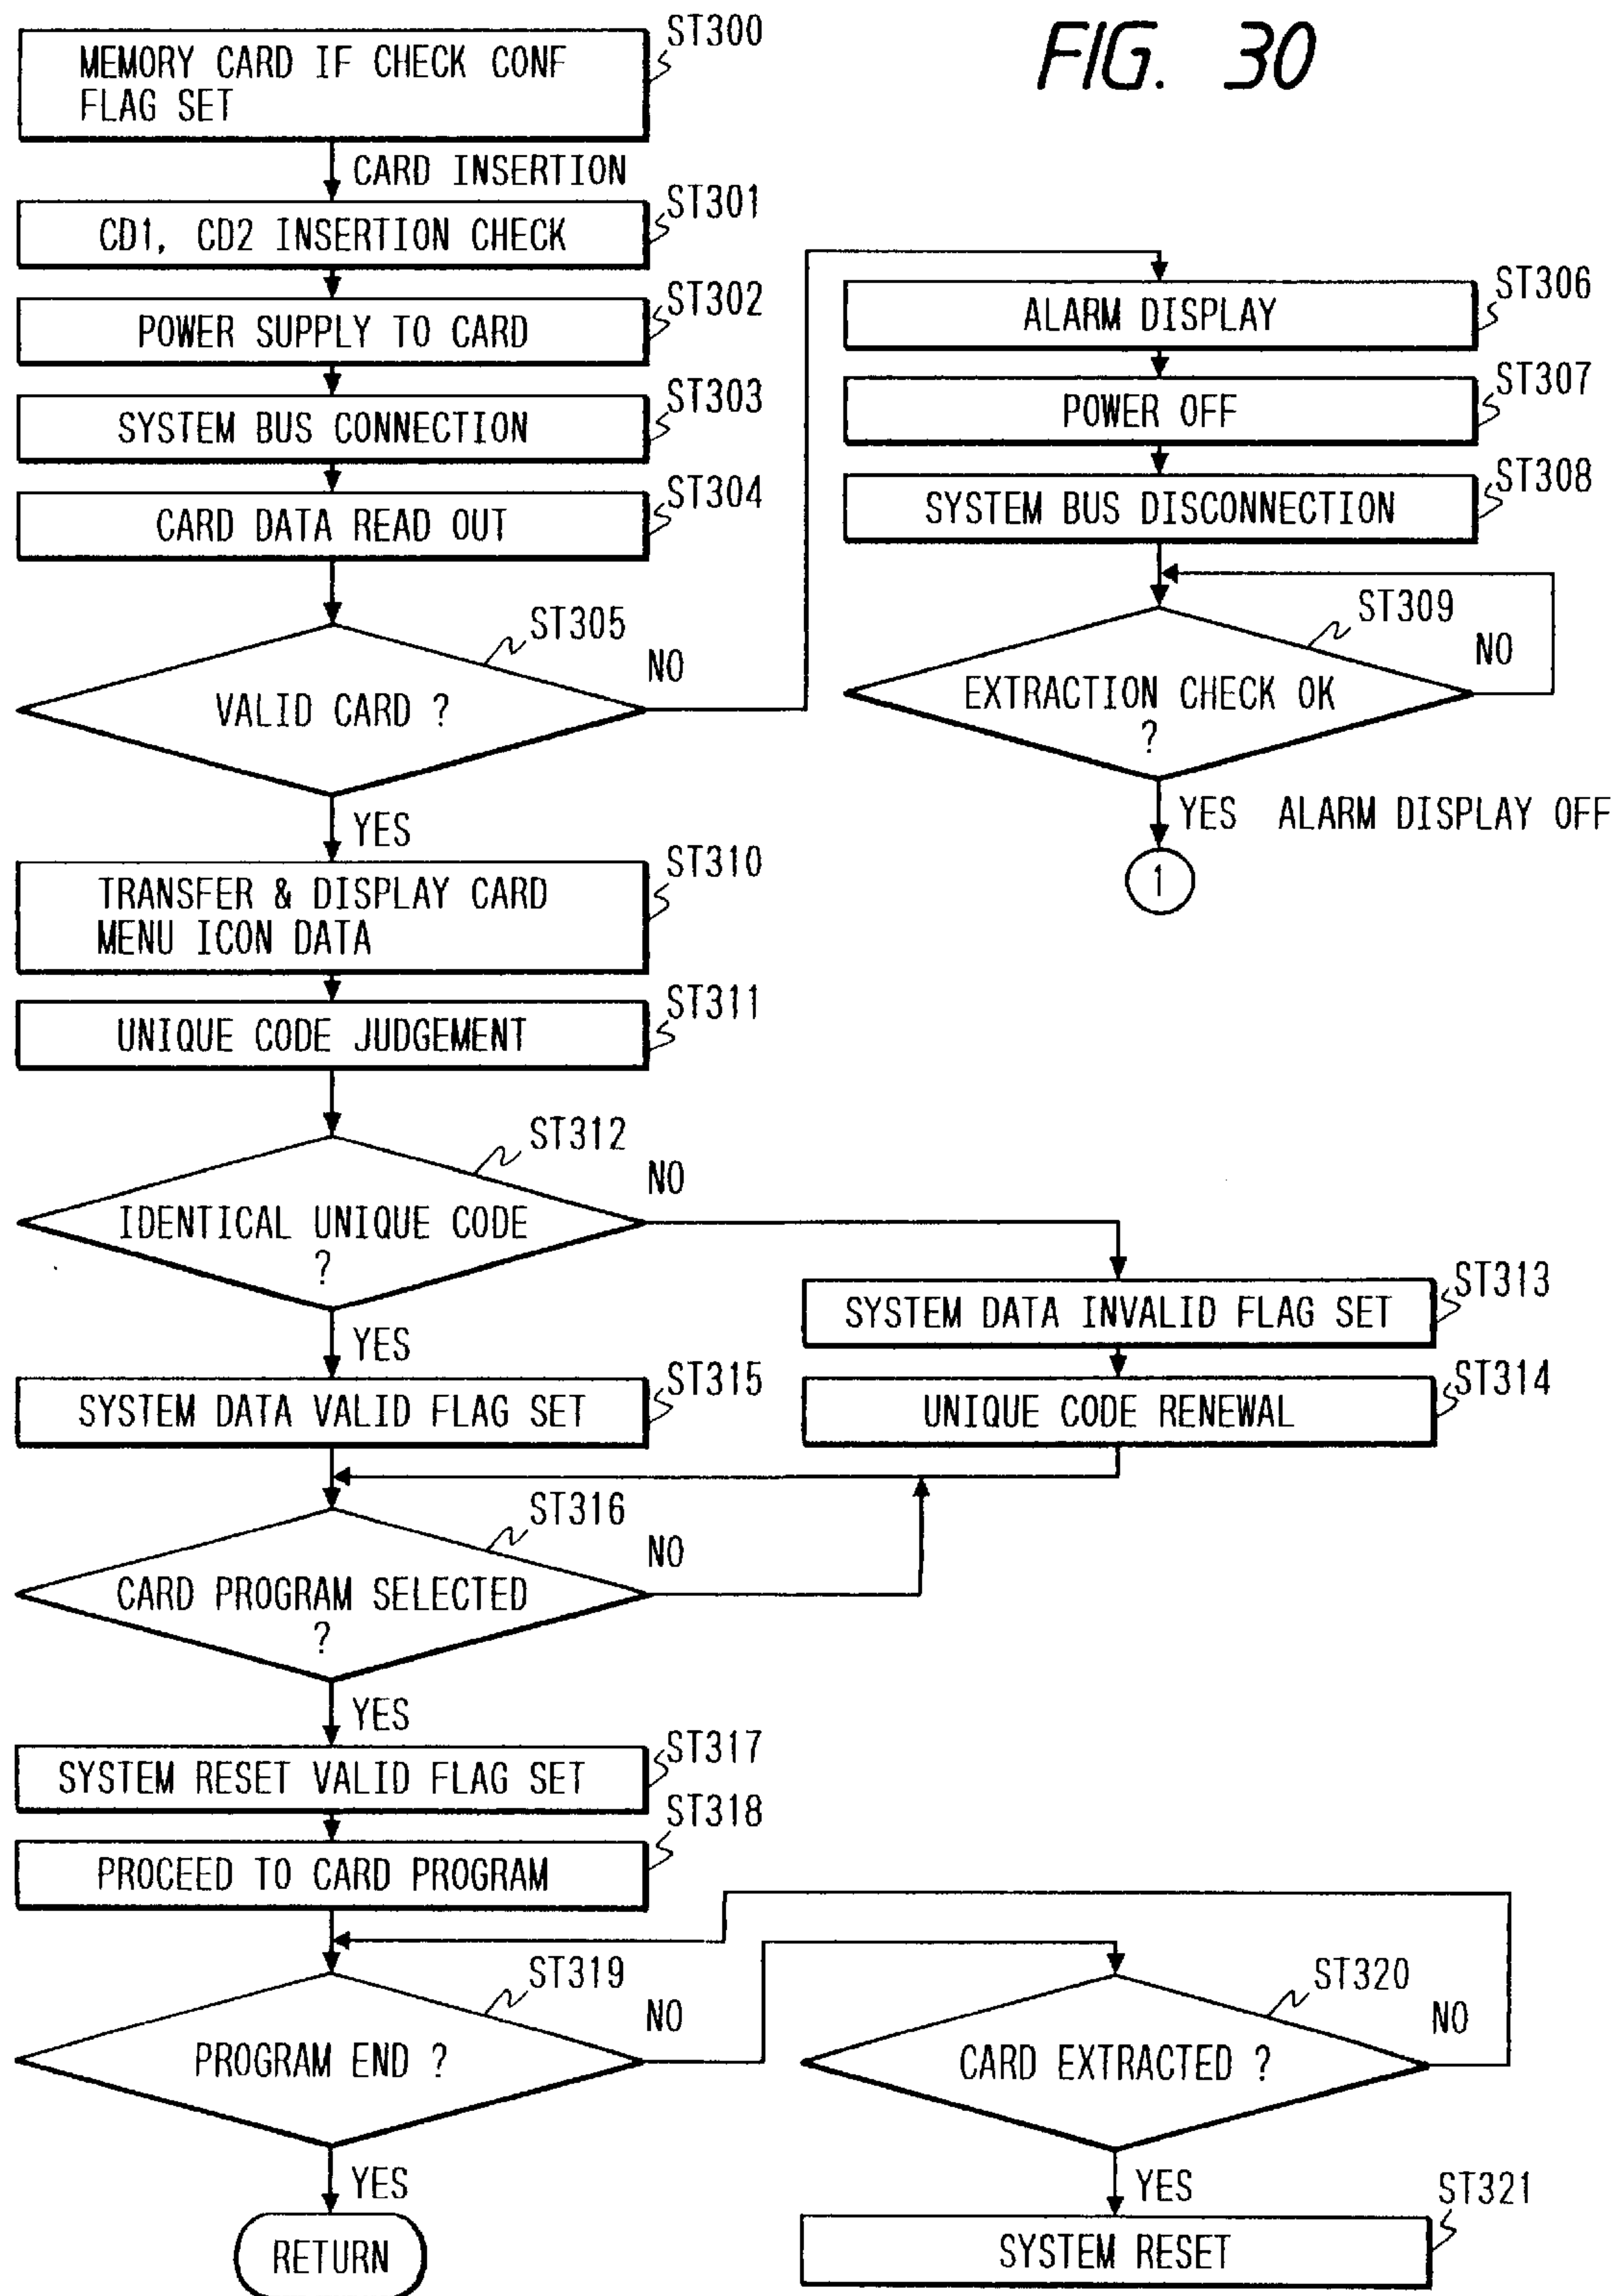 FIG. 30
ST300
MEMORY CARD IF CHECK CONF
FLAG SET
CARD INSERTION
ST301
CD1, CD2 INSERTION CHECK
ST302
POWER SUPPLY TO CARD
ST303
SYSTEM BUS CONNECTION
ST304
CARD DATA READ OUT
ST305
VALID CARD ?
NO
YES
ST306
ALARM DISPLAY
ST307
POWER OFF
ST308
SYSTEM BUS DISCONNECTION
ST309
EXTRACTION CHECK OK
?
NO
YES ALARM DISPLAY OFF
1
ST310
TRANSFER & DISPLAY CARD
MENU ICON DATA
ST311
UNIQUE CODE JUDGEMENT
ST312
IDENTICAL UNIQUE CODE
?
NO
YES
ST313
SYSTEM DATA INVALID FLAG SET
ST314
UNIQUE CODE RENEWAL
ST315
SYSTEM DATA VALID FLAG SET
ST316
CARD PROGRAM SELECTED
?
NO
YES
ST317
SYSTEM RESET VALID FLAG SET
ST318
PROCEED TO CARD PROGRAM
ST319
PROGRAM END ?
NO
YES
RETURN
ST320
CARD EXTRACTED ?
NO
YES
ST321
SYSTEM RESET